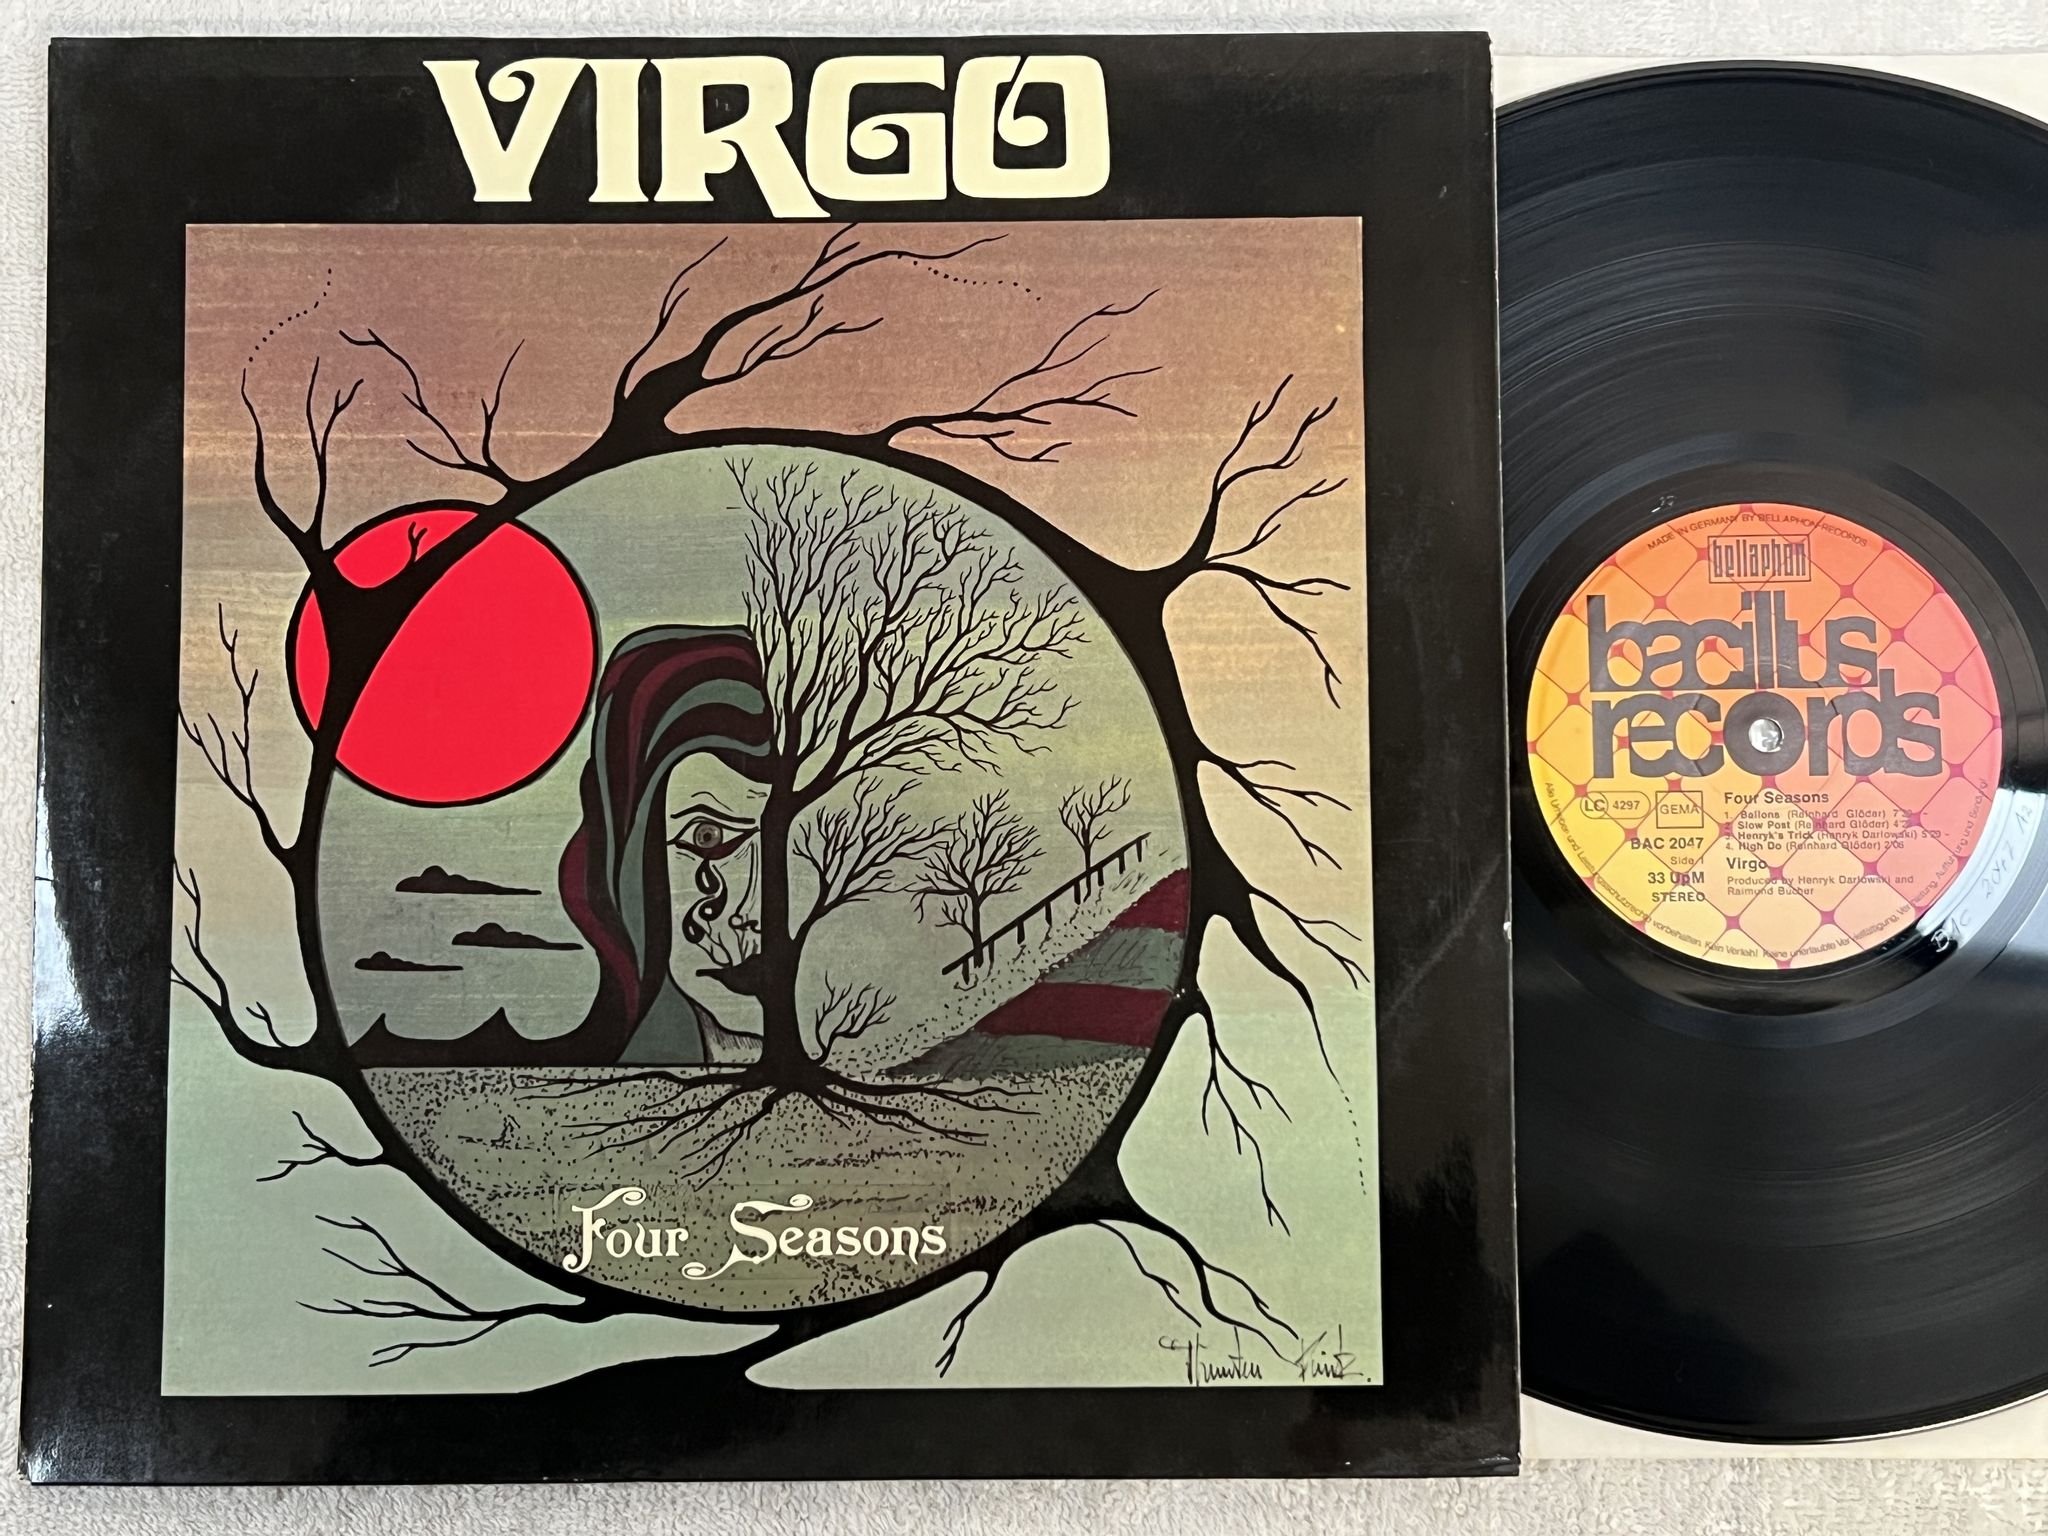 VIRGO
Four Seasons
MADE IN GERMANY BY BELLAPHON RECORDS
bellaphon
bacillus
records
LC 4297
GEMA
BAC 2047
Side 1
33 UpM
STEREO
Four Seasons
1. Ballons (Reinhard Glöder)
2. Slow Post (Reinhard Glöder)
3. Henryk's Trick (Henryk Darlowski)
4. High Do (Reinhard Glöder) 2'06
Virgo
Produced by Henryk Darlowski and
Raimund Bücher